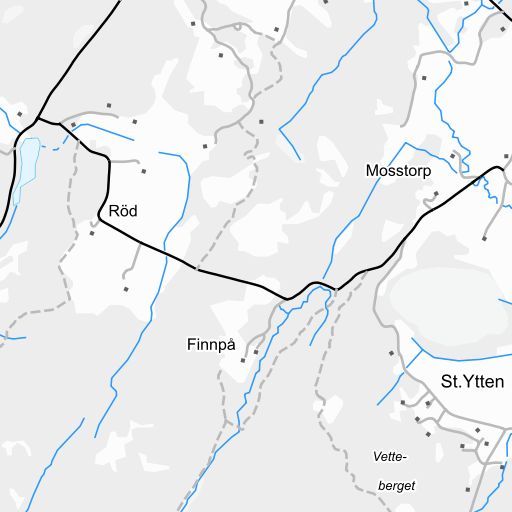 Mosstorp
Röd
Finnpå
St.Ytten
Vette-
berget